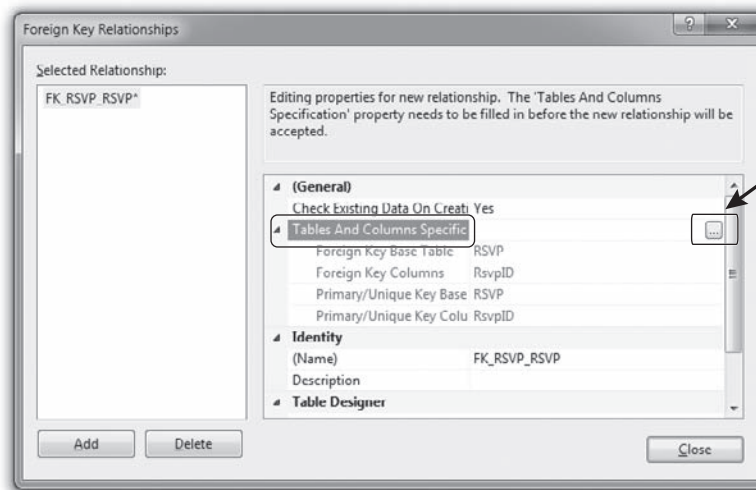 Foreign Key Relationships
Selected Relationship:
FK_RSVP_RSVP*
Editing properties for new relationship. The 'Tables And Columns
Specification' property needs to be filled in before the new relationship will be
accepted.
(General)
Check Existing Data On Creati Yes
Tables And Columns Specific ...
Foreign Key Base Table RSVP
Foreign Key Columns RsvpID
Primary/Unique Key Base RSVP
Primary/Unique Key Colu RsvpID
Identity
(Name) FK_RSVP_RSVP
Description
Table Designer
Add Delete
Close